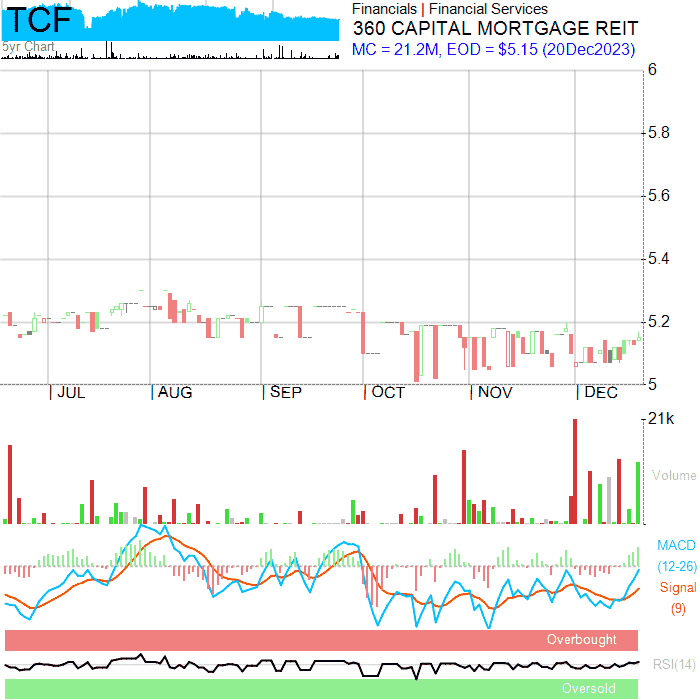 TCF
5yr Chart
Financials | Financial Services
360 CAPITAL MORTGAGE REIT
MC = 21.2M, EOD = $5.15 (20Dec2023)
6
5.8
5.6
5.4
5.2
5
JUL AUG SEP OCT NOV DEC
21k
Volume
MACD
(12-26)
Signal
(9)
Overbought
RSI(14)
Oversold